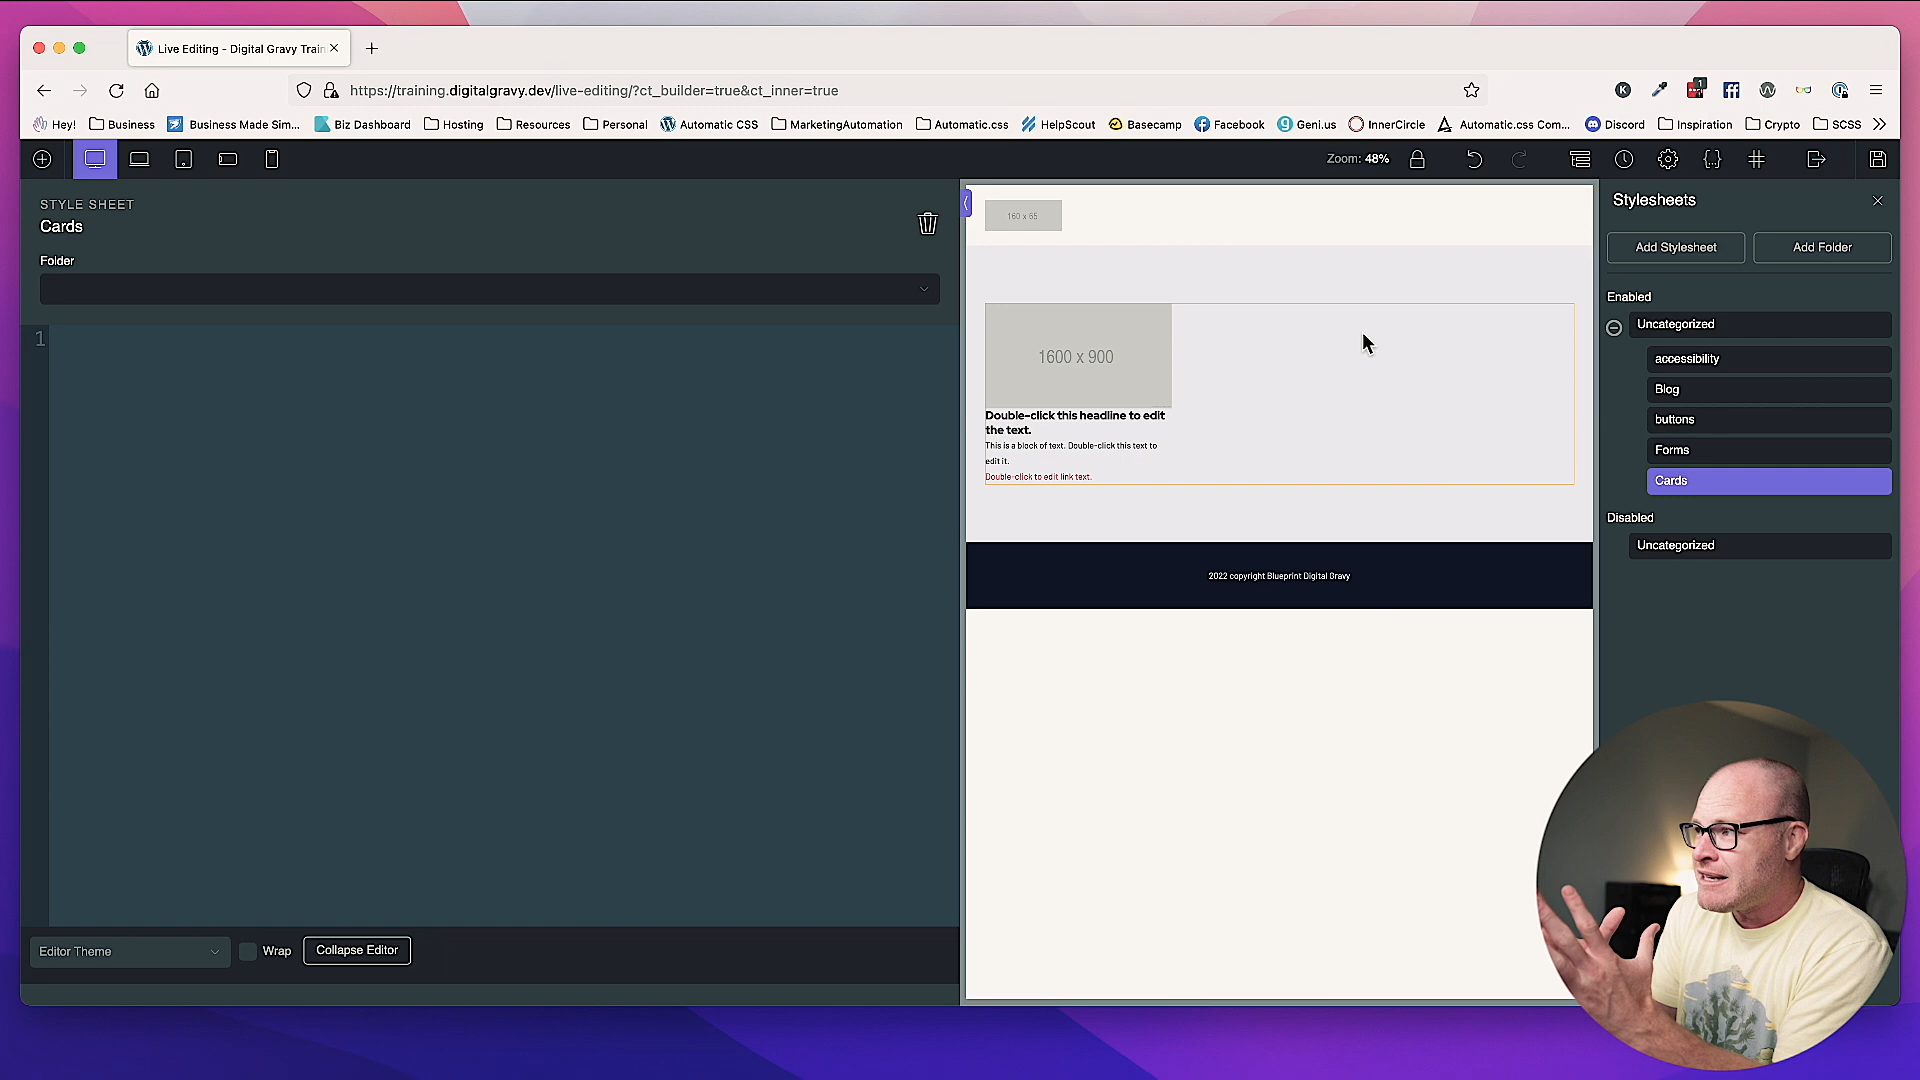 Live Editing - Digital Gravy Train
https://training.digitalgravy.dev/live-editing/?ct_builder=true&ct_inner=true
Hey! Business Business Made Sim... Biz Dashboard Hosting Resources Personal Automatic CSS MarketingAutomation Automatic.css HelpScout Basecamp Facebook Geni.us InnerCircle Automatic.css Com... Discord Inspiration Crypto SCSS
Zoom: 48%
STYLE SHEET
Cards
Folder
1
Editor Theme
Wrap
Collapse Editor
160 x 65
1600 x 900
Double-click this headline to edit
the text.
This is a block of text. Double-click this text to
edit it.
Double-click to edit link text.
2022 copyright Blueprint Digital Gravy
Stylesheets
Add Stylesheet Add Folder
Enabled
Uncategorized
accessibility
Blog
buttons
Forms
Cards
Disabled
Uncategorized